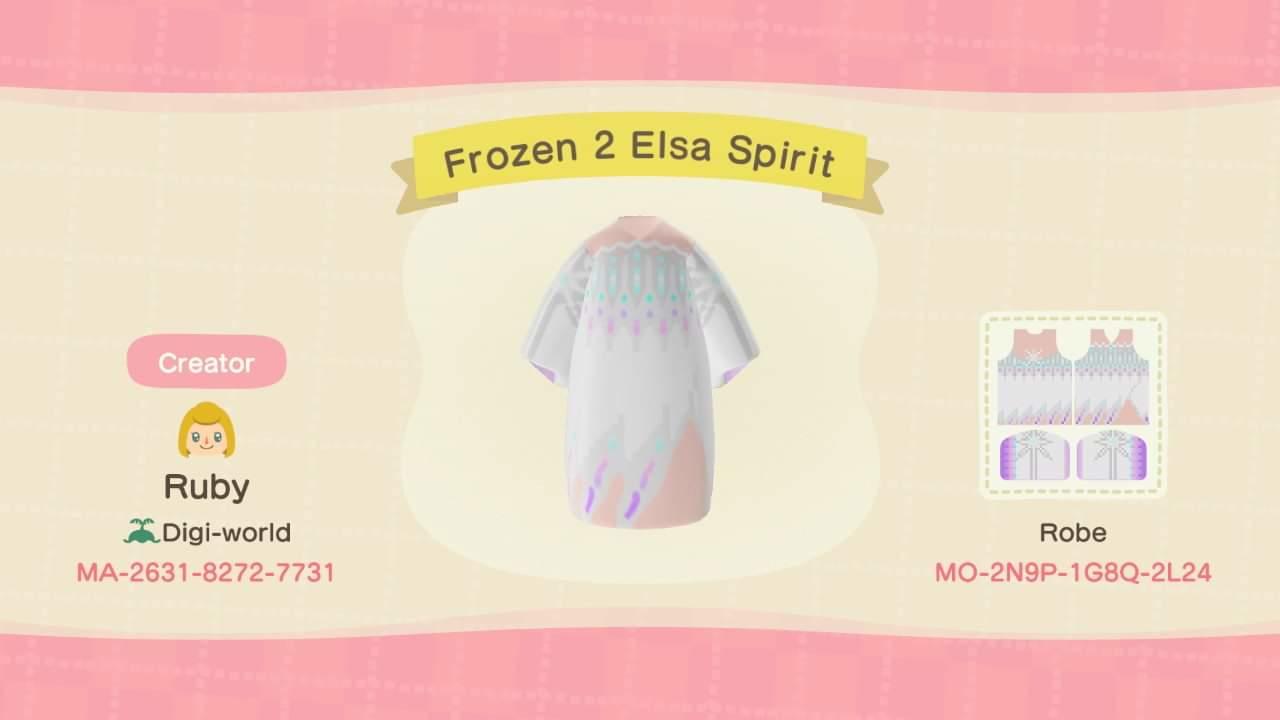 Frozen 2 Elsa Spirit
Creator
Ruby
Digi-world
MA-2631-8272-7731
Robe
MO-2N9P-1G8Q-2L24